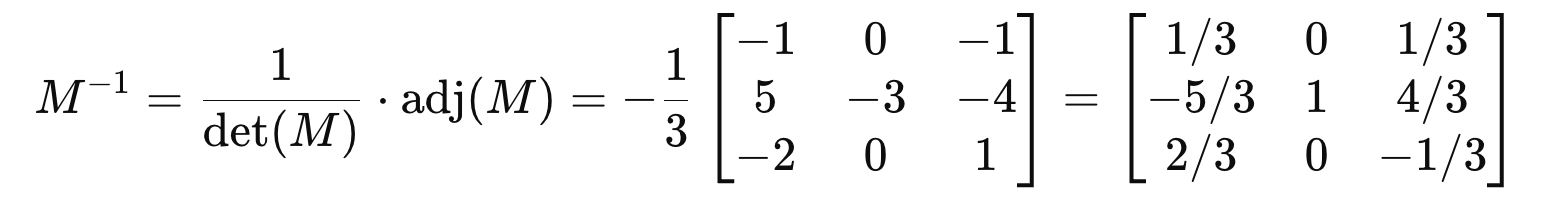 $M^{-1} = \frac{1}{\det(M)} \cdot \text{adj}(M) = -\frac{1}{3} \begin{bmatrix} -1 & 0 & -1 \\ 5 & -3 & -4 \\ -2 & 0 & 1 \end{bmatrix} = \begin{bmatrix} 1/3 & 0 & 1/3 \\ -5/3 & 1 & 4/3 \\ 2/3 & 0 & -1/3 \end{bmatrix}$